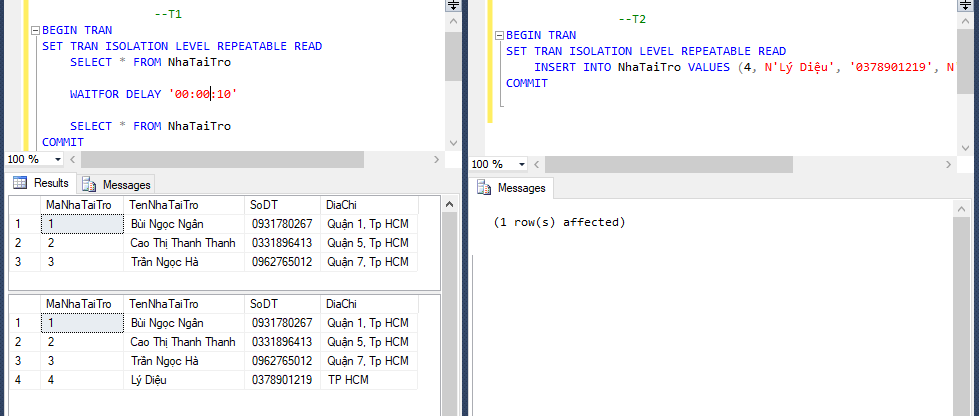 --T1
BEGIN TRAN
SET TRAN ISOLATION LEVEL REPEATABLE READ
SELECT * FROM NhaTaiTro
WAITFOR DELAY '00:00:10'
SELECT * FROM NhaTaiTro
COMMIT
100 %
Results Messages
MaNhaTaiTro TenNhaTaiTro SoDT DiaChi
1 1 Bùi Ngọc Ngân 0931780267 Quận 1, Tp HCM
2 2 Cao Thị Thanh Thanh 0331896413 Quận 5, Tp HCM
3 3 Trần Ngọc Hà 0962765012 Quận 7, Tp HCM
MaNhaTaiTro TenNhaTaiTro SoDT DiaChi
1 1 Bùi Ngọc Ngân 0931780267 Quận 1, Tp HCM
2 2 Cao Thị Thanh Thanh 0331896413 Quận 5, Tp HCM
3 3 Trần Ngọc Hà 0962765012 Quận 7, Tp HCM
4 4 Lý Diệu 0378901219 TP HCM
--T2
BEGIN TRAN
SET TRAN ISOLATION LEVEL REPEATABLE READ
INSERT INTO NhaTaiTro VALUES (4, N'Lý Diệu', '0378901219', N
COMMIT
100 %
Messages
(1 row(s) affected)